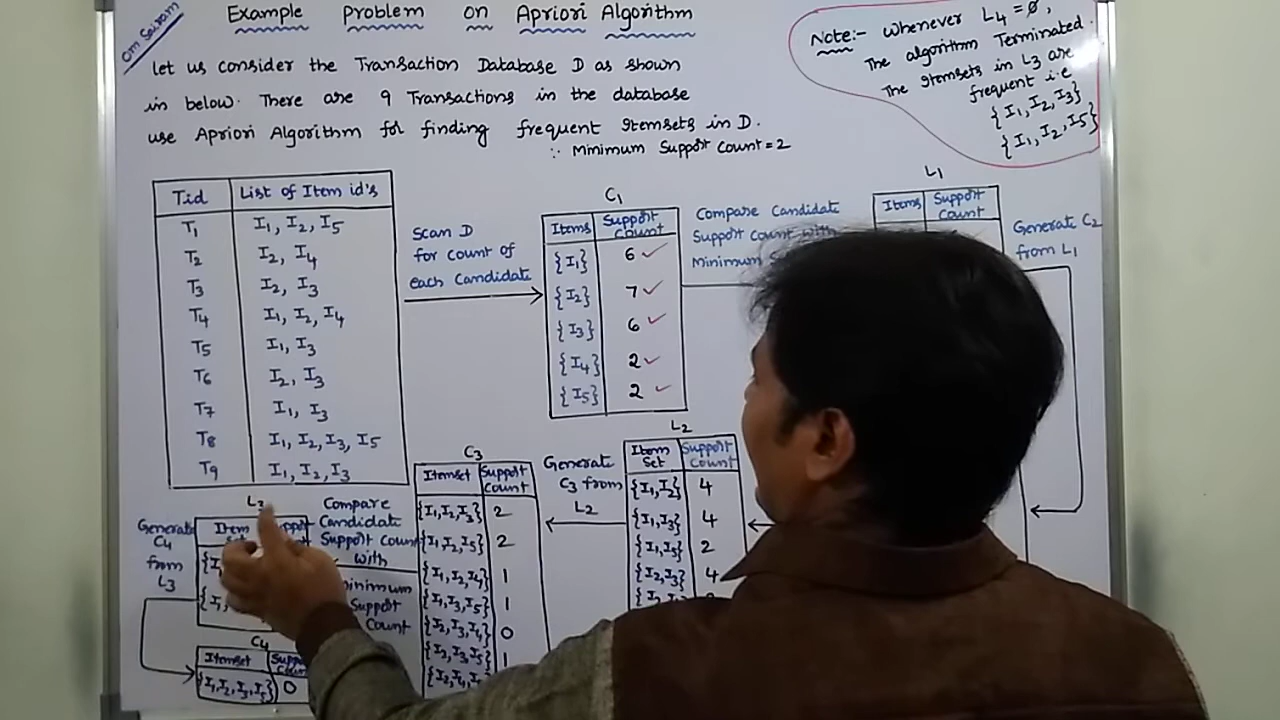 Om Sairam
Example Problem on Apriori Algorithm
Let us consider the Transaction Database D as shown
in below. There are 9 Transactions in the database
use Apriori Algorithm for finding frequent Itemsets in D.
∵ Minimum Support Count = 2
Note:- Whenever L4 = ∅,
The algorithm Terminated.
The Itemsets in L3 are
frequent i.e
{I1, I2, I3}
{I1, I2, I5}
Tid List of Item id's
T1 I1, I2, I5
T2 I2, I4
T3 I2, I3
T4 I1, I2, I4
T5 I1, I3
T6 I2, I3
T7 I1, I3
T8 I1, I2, I3, I5
T9 I1, I2, I3
Scan D
for count of
each Candidate
C1
Items Support Count
{I1} 6 ✓
{I2} 7 ✓
{I3} 6 ✓
{I4} 2 ✓
{I5} 2 ✓
Compare Candidate
Support Count with
Minimum
L1
Items Support Count
Generate C2
from L1
L2
Item Set Support Count
{I1, I2} 4
{I1, I3} 4
{I1, I5} 2
{I2, I3} 4
Generate
C3 from
L2
C3
Itemset Support Count
{I1, I2, I3} 2
{I1, I2, I5} 2
{I1, I2, I4} 1
{I1, I3, I5} 1
{I2, I3, I4} 0
{I2, I3, I5} 1
Compare
Candidate
Support Count
with
Minimum
Support
Count
Item
Generate
C4
from
L3
C4
Itemset
{I1, I2, I3, I5} 0